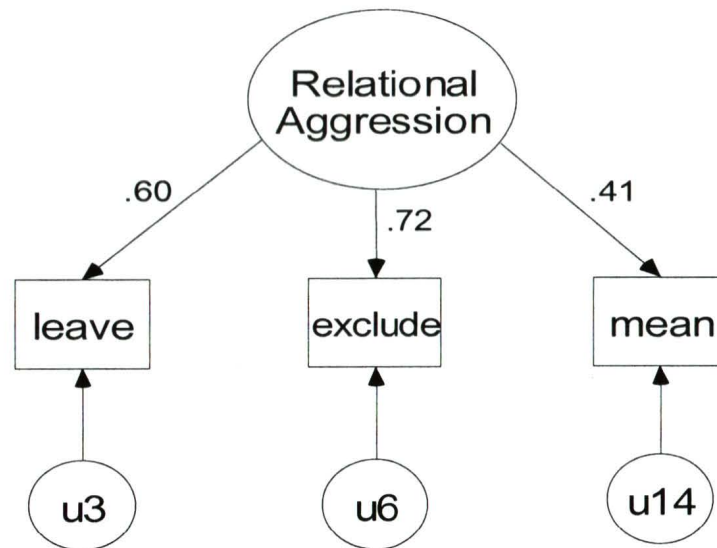 Relational
Aggression
.60
.72
.41
leave
exclude
mean
u3
u6
u14